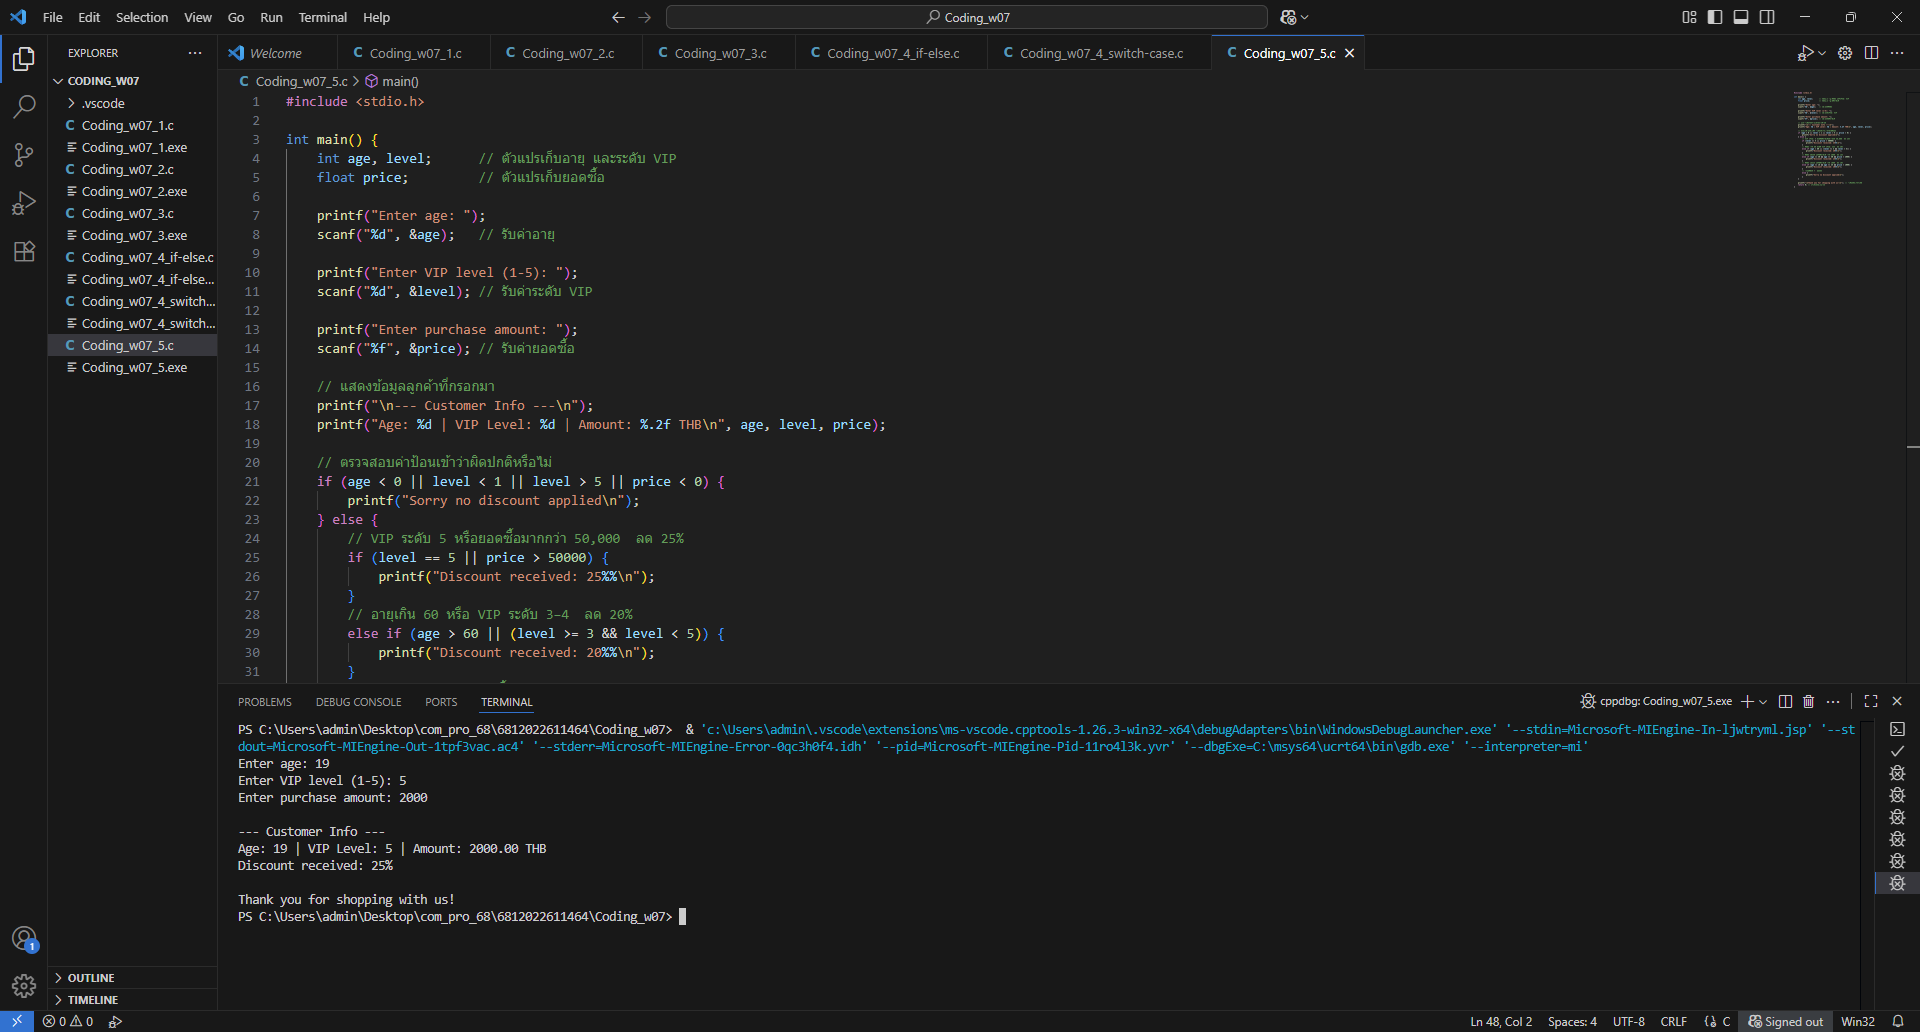 File Edit Selection View Go Run Terminal Help
Coding_w07
EXPLORER
CODING_W07
.vscode
C Coding_w07_1.c
Coding_w07_1.exe
C Coding_w07_2.c
Coding_w07_2.exe
C Coding_w07_3.c
Coding_w07_3.exe
C Coding_w07_4_if-else.c
Coding_w07_4_if-else...
C Coding_w07_4_switch...
Coding_w07_4_switch...
C Coding_w07_5.c
Coding_w07_5.exe
OUTLINE
TIMELINE
Welcome
C Coding_w07_1.c
C Coding_w07_2.c
C Coding_w07_3.c
C Coding_w07_4_if-else.c
C Coding_w07_4_switch-case.c
C Coding_w07_5.c
C Coding_w07_5.c > main()
1 #include <stdio.h>
2
3 int main() {
4 int age, level; // ตัวแปรเก็บอายุ และระดับ VIP
5 float price; // ตัวแปรเก็บยอดซื้อ
6
7 printf("Enter age: ");
8 scanf("%d", &age); // รับค่าอายุ
9
10 printf("Enter VIP level (1-5): ");
11 scanf("%d", &level); // รับค่าระดับ VIP
12
13 printf("Enter purchase amount: ");
14 scanf("%f", &price); // รับค่ายอดซื้อ
15
16 // แสดงข้อมูลลูกค้าที่กรอกมา
17 printf("\n--- Customer Info ---\n");
18 printf("Age: %d | VIP Level: %d | Amount: %.2f THB\n", age, level, price);
19
20 // ตรวจสอบค่าป้อนเข้าว่าผิดปกติหรือไม่
21 if (age < 0 || level < 1 || level > 5 || price < 0) {
22 printf("Sorry no discount applied\n");
23 } else {
24 // VIP ระดับ 5 หรือยอดซื้อมากกว่า 50,000 ลด 25%
25 if (level == 5 || price > 50000) {
26 printf("Discount received: 25%%\n");
27 }
28 // อายุเกิน 60 หรือ VIP ระดับ 3-4 ลด 20%
29 else if (age > 60 || (level >= 3 && level < 5)) {
30 printf("Discount received: 20%%\n");
31 }
PROBLEMS DEBUG CONSOLE PORTS TERMINAL
cppdbg: Coding_w07_5.exe
PS C:\Users\admin\Desktop\com_pro_68\6812022611464\Coding_w07> & 'c:\Users\admin\.vscode\extensions\ms-vscode.cpptools-1.26.3-win32-x64\debugAdapters\bin\WindowsDebugLauncher.exe' '--stdin=Microsoft-MIEngine-In-ljwtryml.jsp' '--st
dout=Microsoft-MIEngine-Out-1tpf3vac.ac4' '--stderr=Microsoft-MIEngine-Error-0qc3h0f4.idh' '--pid=Microsoft-MIEngine-Pid-11ro4l3k.yvr' '--dbgExe=C:\msys64\ucrt64\bin\gdb.exe' '--interpreter=mi'
Enter age: 19
Enter VIP level (1-5): 5
Enter purchase amount: 2000
--- Customer Info ---
Age: 19 | VIP Level: 5 | Amount: 2000.00 THB
Discount received: 25%
Thank you for shopping with us!
PS C:\Users\admin\Desktop\com_pro_68\6812022611464\Coding_w07>
1
0 0
Ln 48, Col 2 Spaces: 4 UTF-8 CRLF {} C Signed out Win32